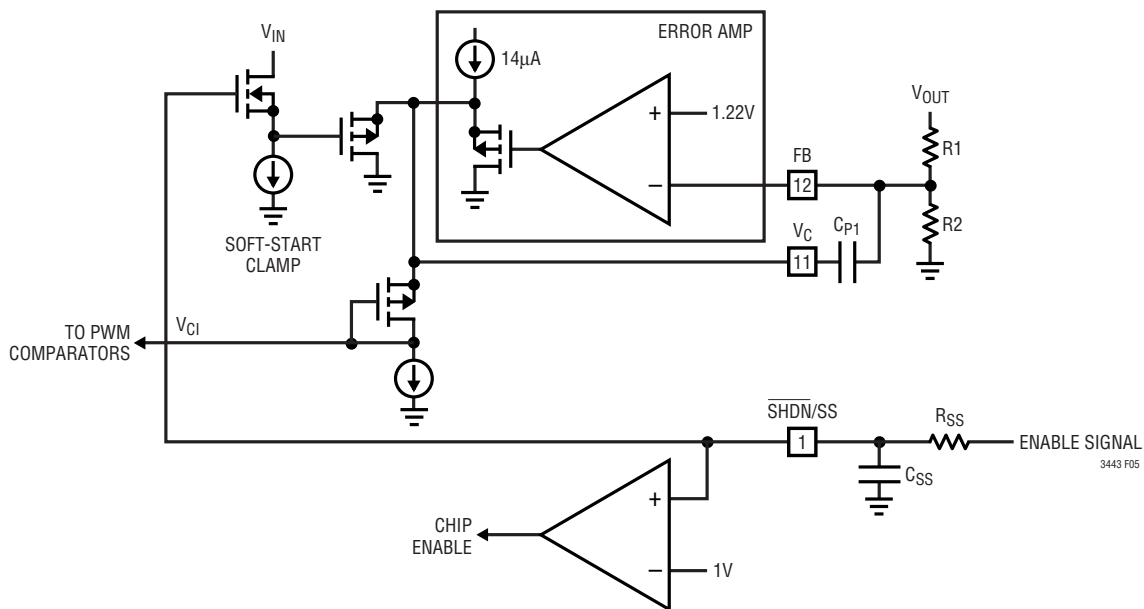 V_IN
14μA
ERROR AMP
+
1.22V
–
V_OUT
R1
FB
12
R2
V_C
11
C_P1
SOFT-START
CLAMP
TO PWM
COMPARATORS
V_CI
SHDN/SS
1
R_SS
ENABLE SIGNAL
3443 F05
C_SS
+
CHIP
ENABLE
–
1V